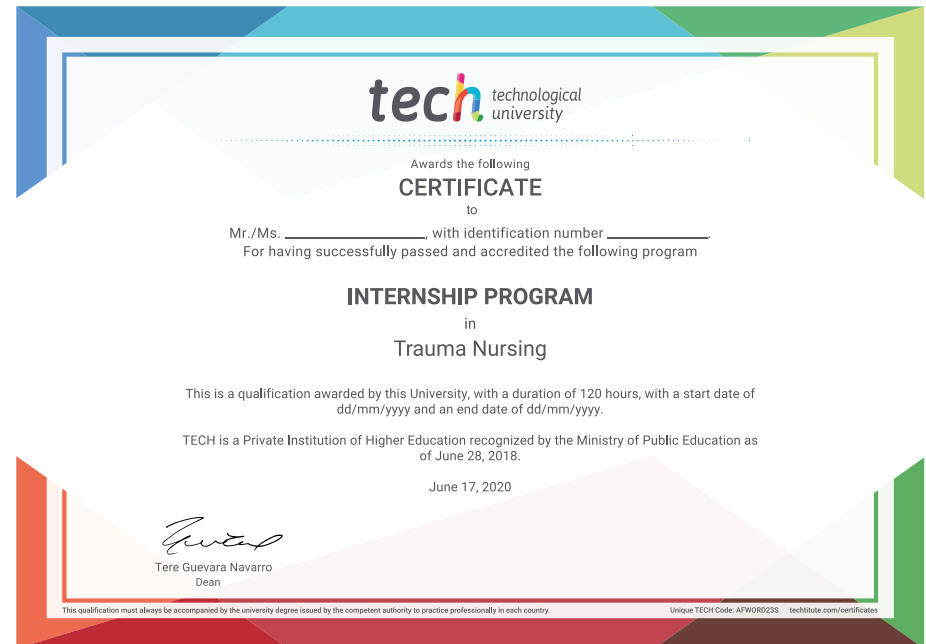 tech technological
university
Awards the following
CERTIFICATE
to
Mr./Ms. ____________________, with identification number ______________.
For having successfully passed and accredited the following program
INTERNSHIP PROGRAM
in
Trauma Nursing
This is a qualification awarded by this University, with a duration of 120 hours, with a start date of
dd/mm/yyyy and an end date of dd/mm/yyyy.
TECH is a Private Institution of Higher Education recognized by the Ministry of Public Education as
of June 28, 2018.
June 17, 2020
Tere Guevara Navarro
Dean
This qualification must always be accompanied by the university degree issued by the competent authority to practice professionally in each country. Unique TECH Code: AFWORD23S techtitute.com/certificates